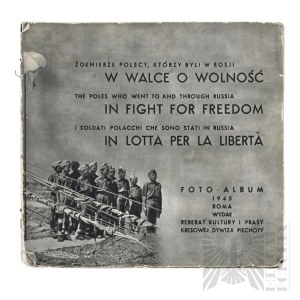 ŻOŁNIERZE POLSCY, KTÓRZY BYLI W ROSJI
W WALCE O WOLNOŚĆ
THE POLES WHO WENT TO AND THROUGH RUSSIA
IN FIGHT FOR FREEDOM
I SOLDATI POLACCHI CHE SONO STATI IN RUSSIA
IN LOTTA PER LA LIBERTÀ
FOTO-ALBUM
1945
ROMA
WYDAŁ
REFERAT KULTURY I PRASY
KRESOWEJ DYWIZJI PIECHOTY